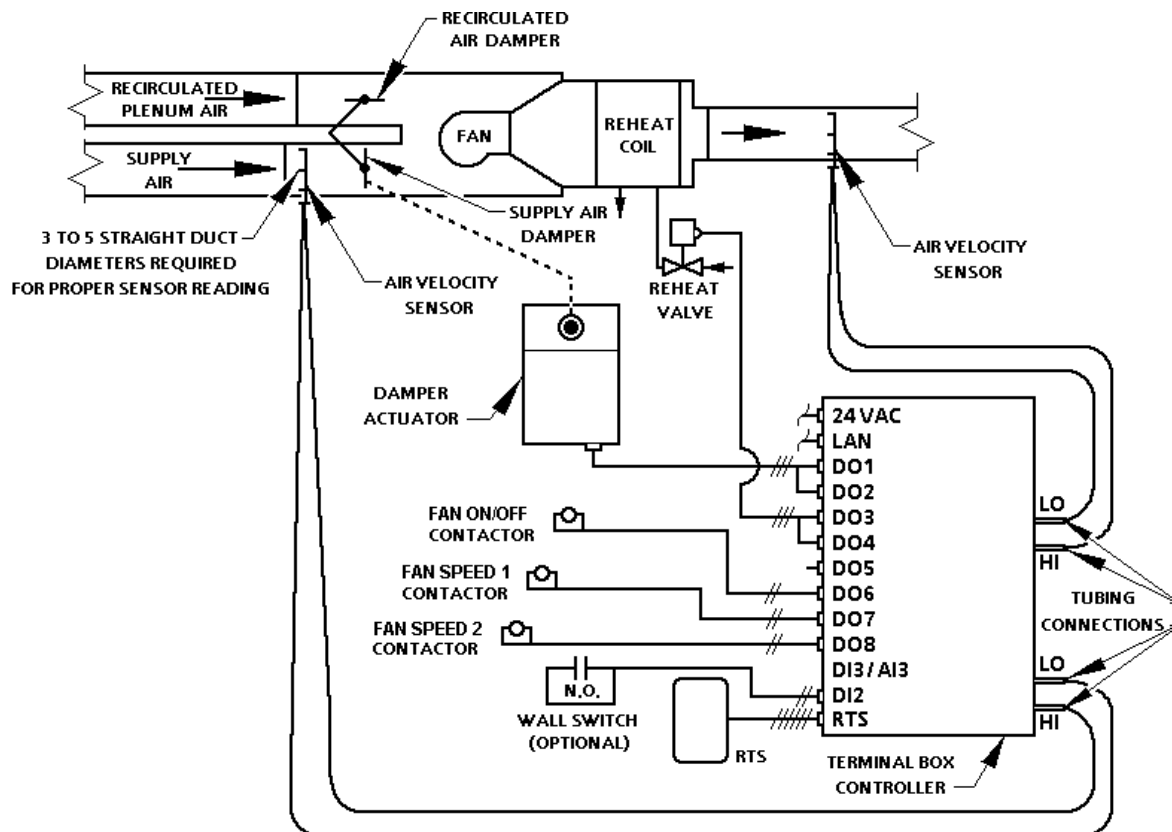 RECIRCULATED
AIR DAMPER
RECIRCULATED
PLENUM AIR
FAN
REHEAT
COIL
SUPPLY
AIR
SUPPLY AIR
DAMPER
3 TO 5 STRAIGHT DUCT
DIAMETERS REQUIRED
FOR PROPER SENSOR READING
AIR VELOCITY
SENSOR
REHEAT
VALVE
AIR VELOCITY
SENSOR
DAMPER
ACTUATOR
24 VAC
LAN
DO1
DO2
DO3
DO4
DO5
DO6
DO7
DO8
DI3/AI3
DI2
RTS
LO
HI
TUBING
CONNECTIONS
LO
HI
FAN ON/OFF
CONTACTOR
FAN SPEED 1
CONTACTOR
FAN SPEED 2
CONTACTOR
N.O.
WALL SWITCH
(OPTIONAL)
RTS
TERMINAL BOX
CONTROLLER